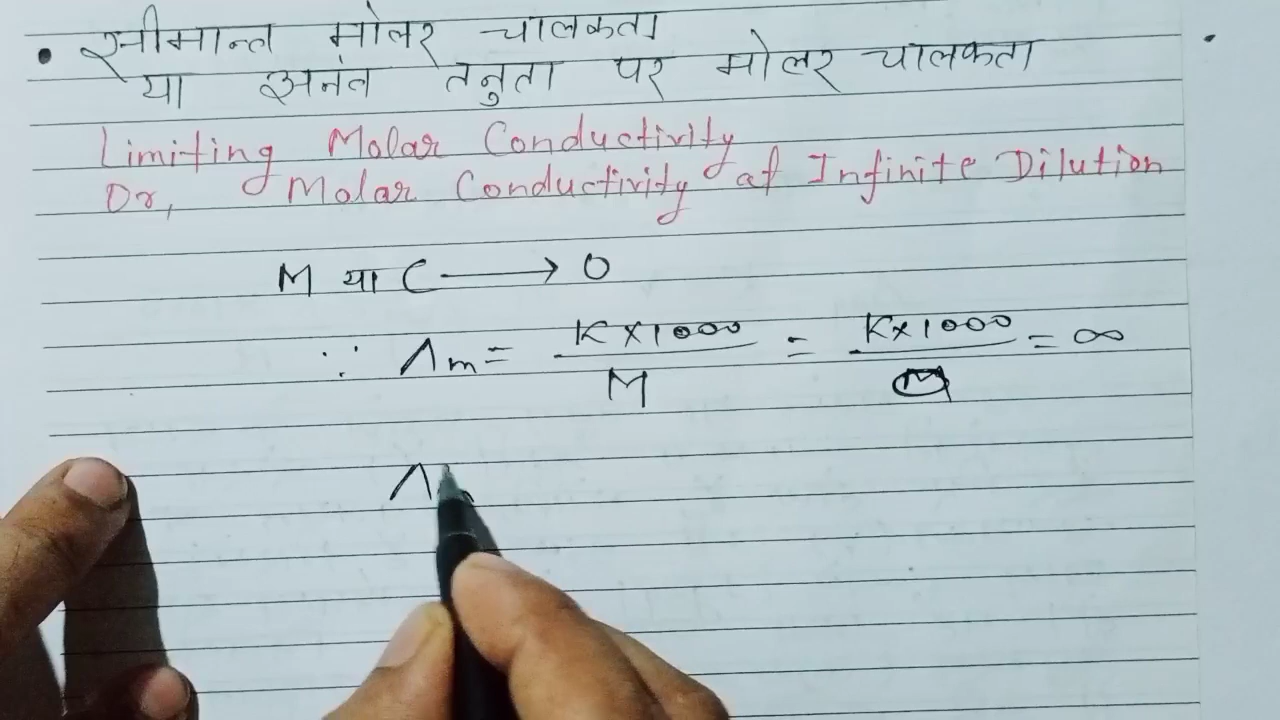 • सीमान्त मोलर चालकता
या अनंत तनुता पर मोलर चालकता
Limiting Molar Conductivity
Or, Molar Conductivity at Infinite Dilution
M या C ⟶ 0
∵ Λm = K×1000/M = K×1000/M = ∞
Λm